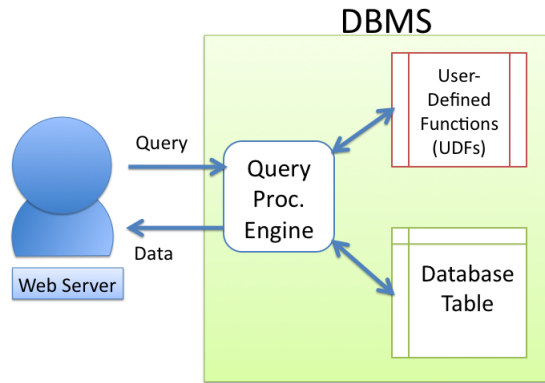 DBMS
User-
Defined
Functions
(UDFs)
Query
Query
Proc.
Engine
Data
Web Server
Database
Table